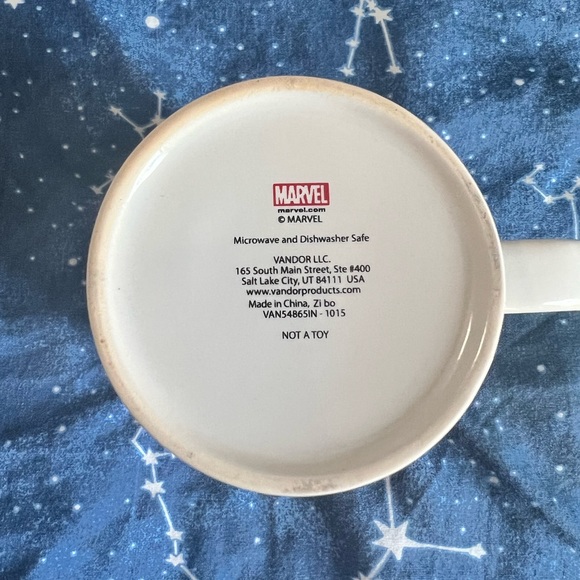 MARVEL
marvel.com
© MARVEL
Microwave and Dishwasher Safe
VANDOR LLC.
165 South Main Street, Ste #400
Salt Lake City, UT 84111 USA
www.vandorproducts.com
Made in China, Zi bo
VAN54865IN - 1015
NOT A TOY